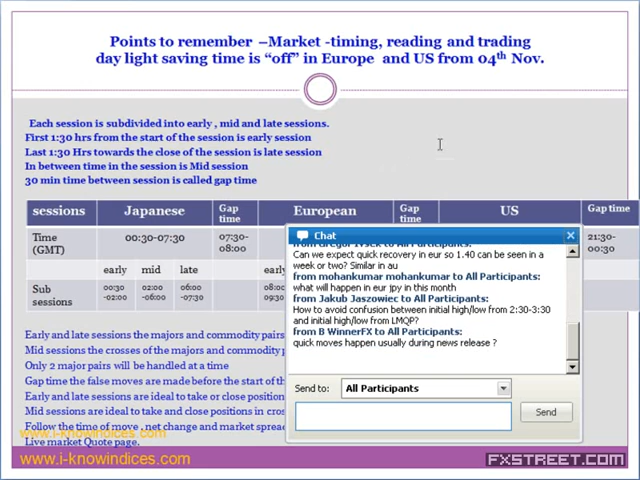 Points to remember –Market -timing, reading and trading
day light saving time is “off” in Europe and US from 04th Nov.
Each session is subdivided into early , mid and late sessions.
First 1:30 hrs from the start of the session is early session
Last 1:30 Hrs towards the close of the session is late session
In between time in the session is Mid session
30 min time between session is called gap time
sessions Japanese Gap time European Gap time US Gap time
Time (GMT) 00:30-07:30 07:30-08:00 21:30-00:30
early mid late
Sub sessions 00:30 -02:00 02:00 -06:00 06:00 -07:30 08:00 09:30
Early and late sessions the majors and commodity pairs
Mid sessions the crosses of the majors and commodity
Only 2 major pairs will be handled at a time
Gap time the false moves are made before the start of th
Early and late sessions are ideal to take or close position
Mid sessions are ideal to take and close positions in cros
Follow the time of move , net change and market sprea
Live market Quote page.
www.i-knowindices.com
www.i-knowindices.com
FXSTREET.COM
Chat
to All Participants:
Can we expect quick recovery in eur so 1.40 can be seen in a
week or two? Similar in au
from mohankumar mohankumar to All Participants:
what will happen in eur jpy in this month
from Jakub Jaszowiec to All Participants:
How to avoid confusion between initial high/low from 2:30-3:30
and initial high/low from LMQP?
from B WinnerFX to All Participants:
quick moves happen usually during news release ?
Send to: All Participants
Send